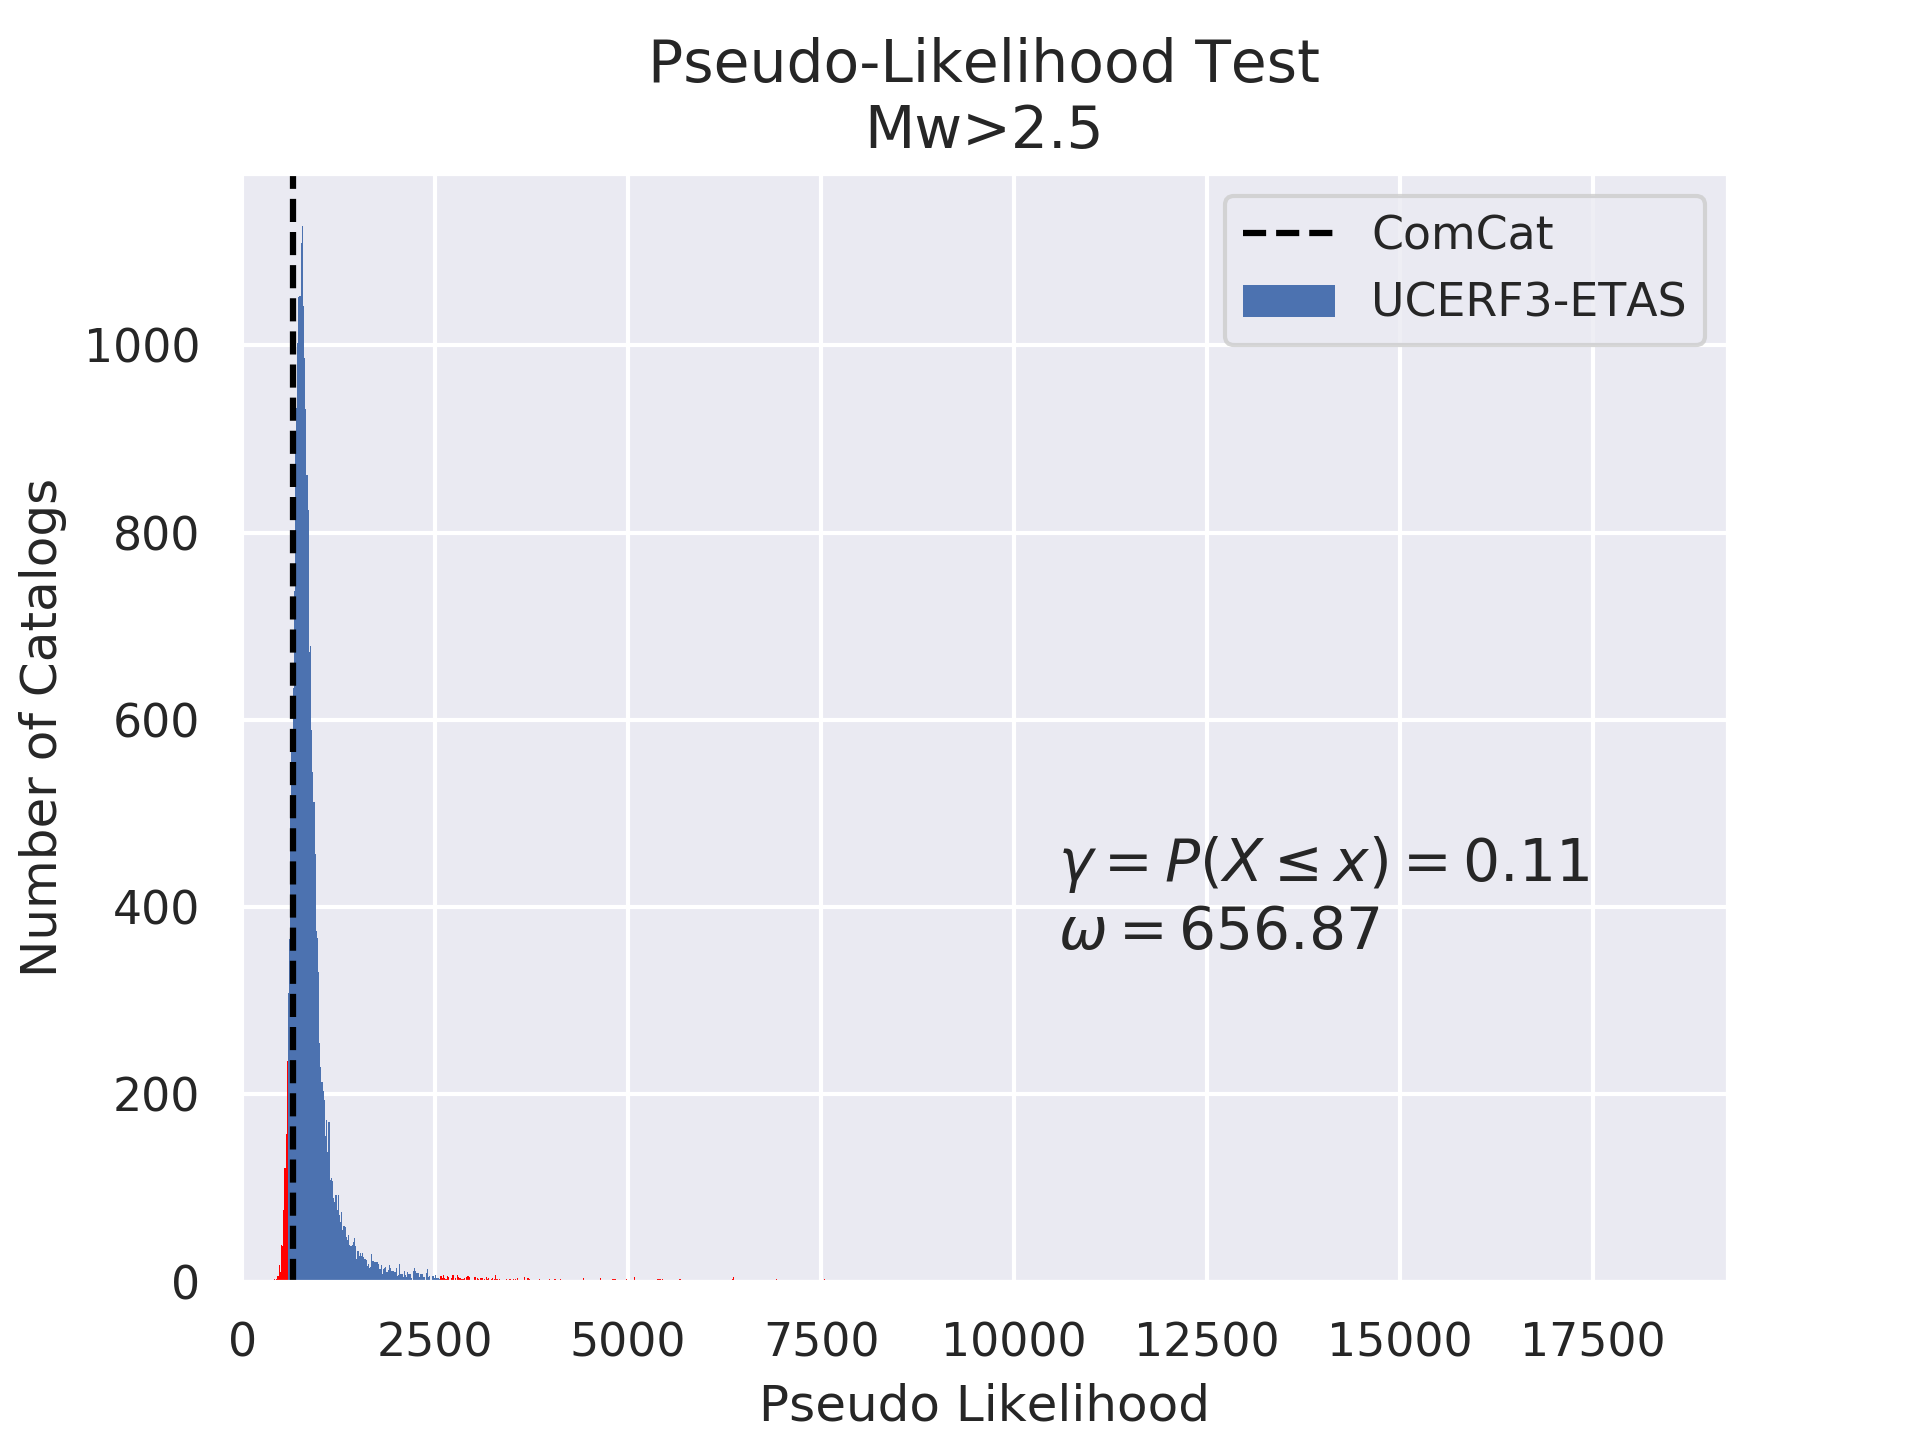 Pseudo-Likelihood Test
Mw>2.5
ComCat
UCERF3-ETAS
1000
800
600
400
200
0
Number of Catalogs
γ = P(X ≤ x) = 0.11
ω = 656.87
0 2500 5000 7500 10000 12500 15000 17500
Pseudo Likelihood